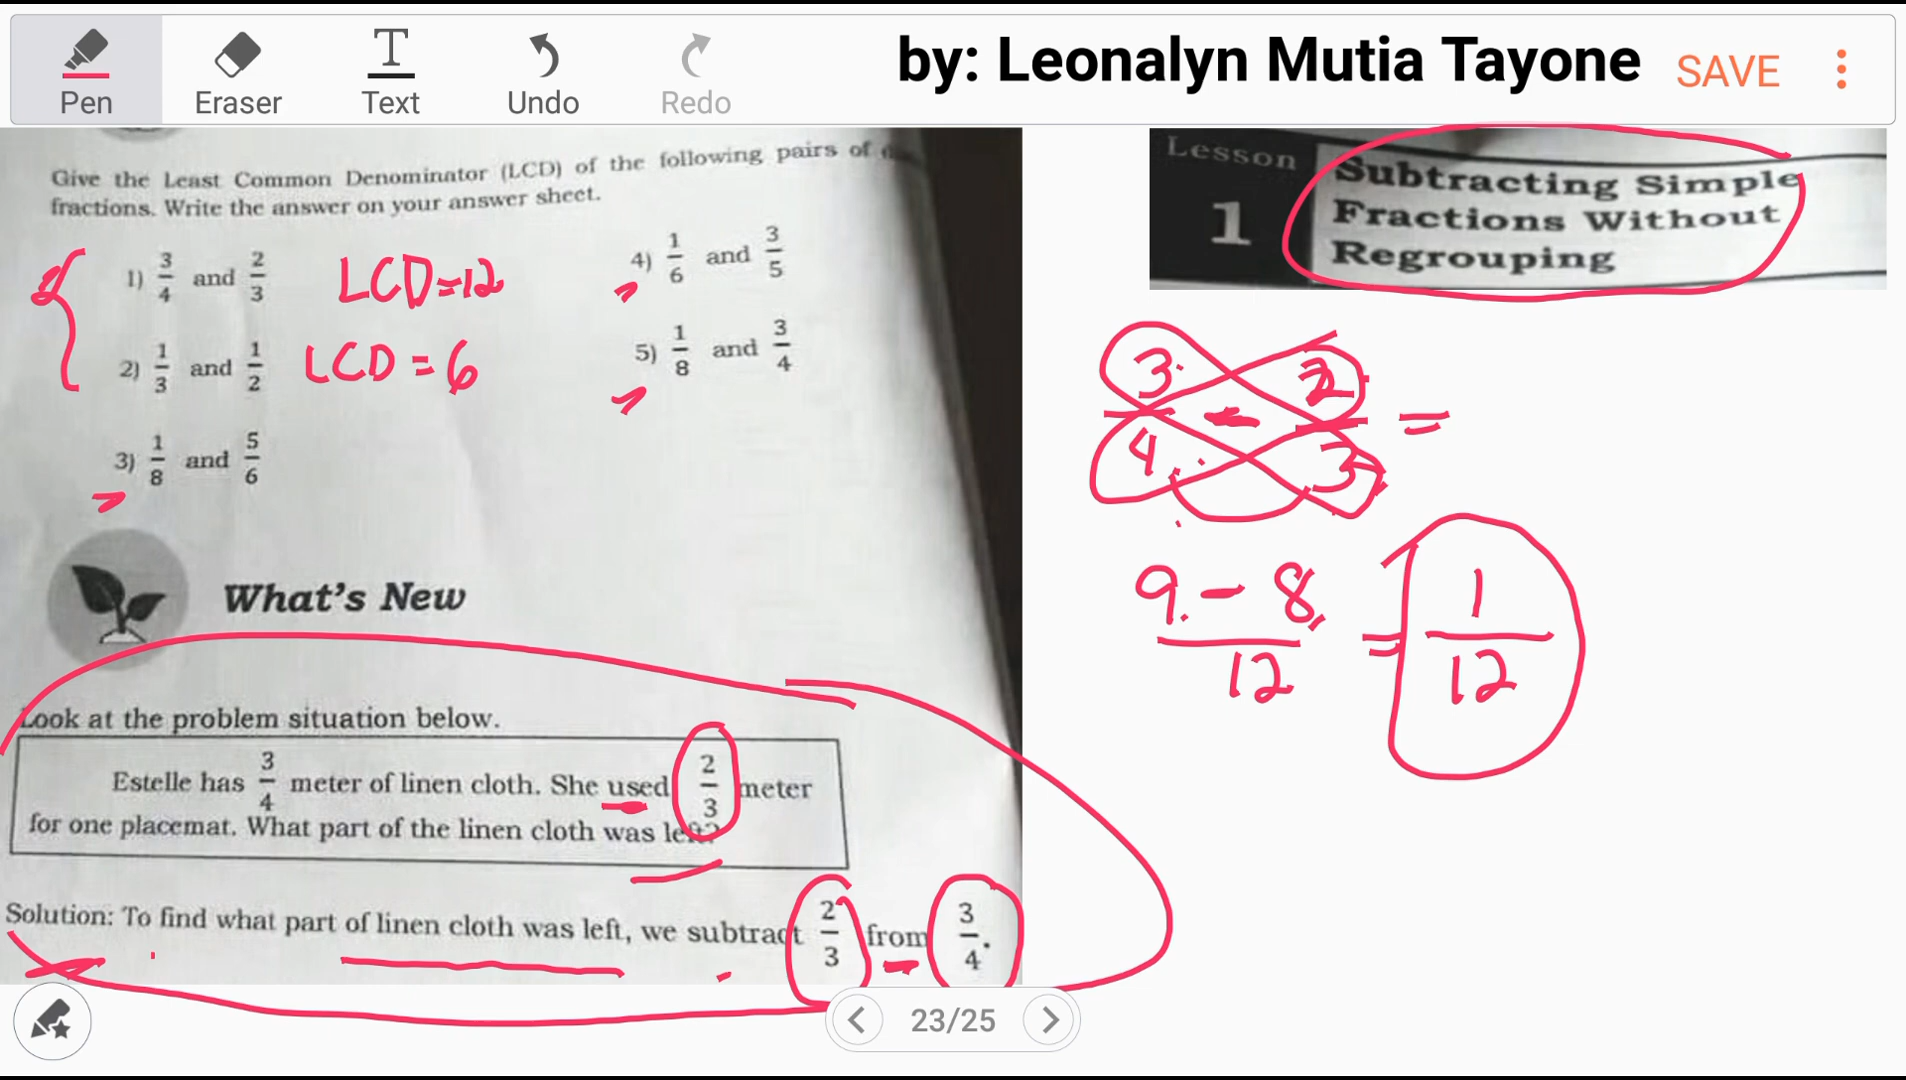 Pen
Eraser
Text
Undo
Redo
by: Leonalyn Mutia Tayone
SAVE
Give the Least Common Denominator (LCD) of the following pairs of
fractions. Write the answer on your answer sheet.
1) 3/4 and 2/3 LCD=12
2) 1/3 and 1/2 LCD = 6
3) 1/8 and 5/6
4) 1/6 and 3/5
5) 1/8 and 3/4
What's New
Look at the problem situation below.
Estelle has 3/4 meter of linen cloth. She used 2/3 meter
for one placemat. What part of the linen cloth was left?
Solution: To find what part of linen cloth was left, we subtract 2/3 from 3/4.
Lesson
1
Subtracting Simple
Fractions Without
Regrouping
3/4 - 2/3 =
9 - 8/12 = 1/12
23/25